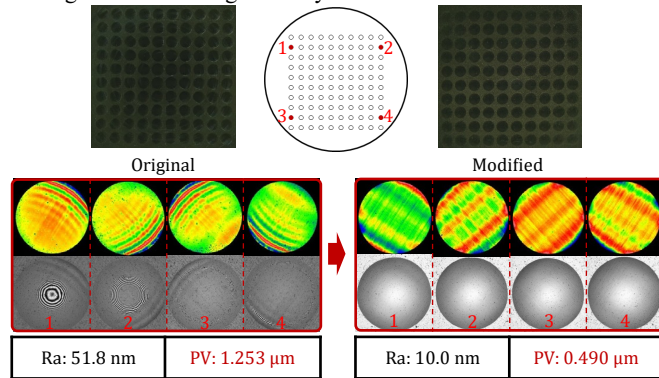 1
2
3
4
Original
Modified
1 2 3 4
1 2 3 4
Ra: 51.8 nm PV: 1.253 μm
Ra: 10.0 nm PV: 0.490 μm